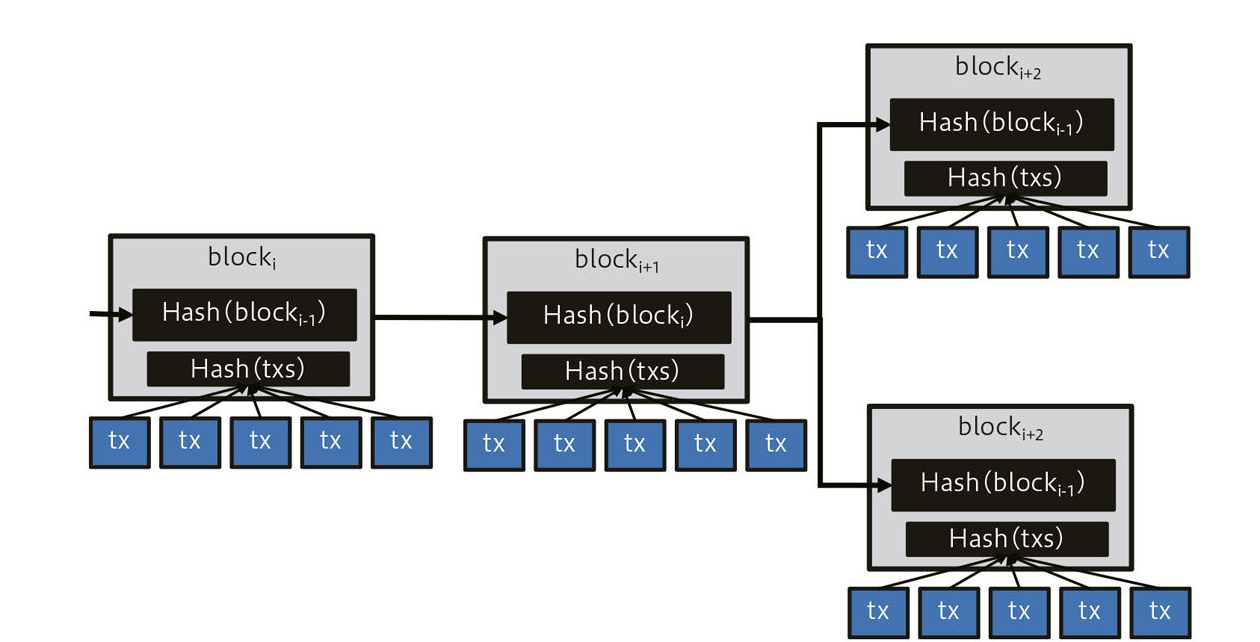 block_i
Hash(block_i-1)
Hash(txs)
tx tx tx tx tx
block_i+1
Hash(block_i)
Hash(txs)
tx tx tx tx tx
block_i+2
Hash(block_i-1)
Hash(txs)
tx tx tx tx tx
block_i+2
Hash(block_i-1)
Hash(txs)
tx tx tx tx tx